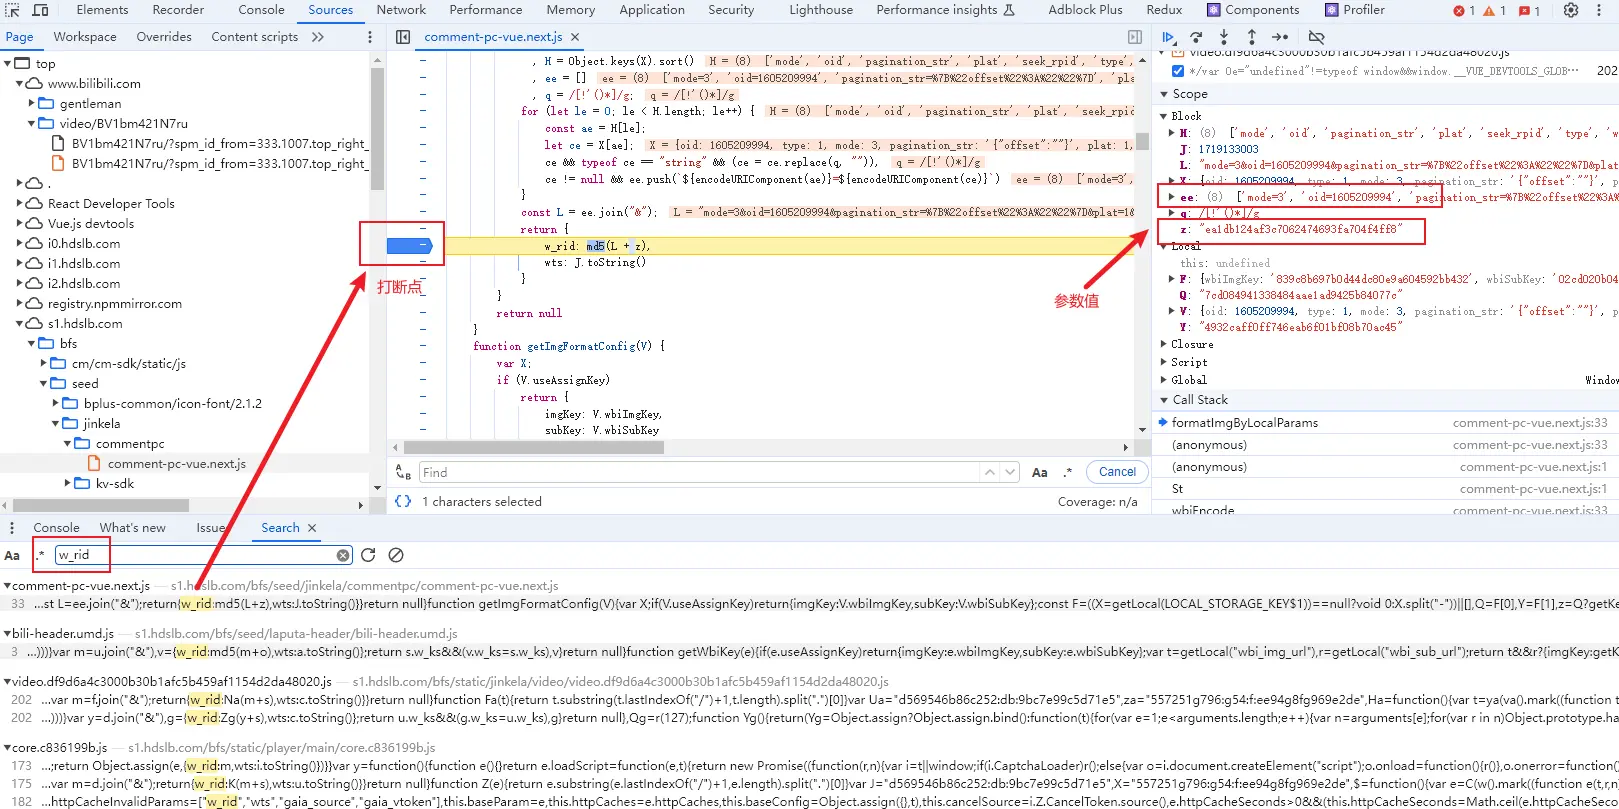 Elements Recorder Console Sources Network Performance Memory Application Security Lighthouse Performance insights Adblock Plus Redux Components Profiler 1 1 1
Page Workspace Overrides Content scripts comment-pc-vue.next.js
top
www.bilibili.com
gentleman
video/BV1bm421N7ru
BV1bm421N7ru/?spm_id_from=333.1007.top_right_
BV1bm421N7ru/?spm_id_from=333.1007.top_right_
.
React Developer Tools
Vue.js devtools
i0.hdslb.com
i1.hdslb.com
i2.hdslb.com
registry.npmmirror.com
s1.hdslb.com
bfs
cm/cm-sdk/static/js
seed
bplus-common/icon-font/2.1.2
jinkela
commentpc
comment-pc-vue.next.js
kv-sdk
, H = Object.keys(X).sort() H = (8) ['mode', 'oid', 'pagination_str', 'plat', 'seek_rpid', 'type',
, ee = [] ee = (8) ['mode=3', 'oid=1605209994', 'pagination_str=%7B%22offset%22%3A%22%22%7D', 'pla
, q = /[!'()*]/g; q = /[!'()*]/g
for (let le = 0; le < H.length; le++) { H = (8) ['mode', 'oid', 'pagination_str', 'plat', 'seek_rpid
const ae = H[le];
let ce = X[ae]; X = {oid: 1605209994, type: 1, mode: 3, pagination_str: '{"offset":""}', plat: 1,
ce && typeof ce == "string" && (ce = ce.replace(q, "")), q = /[!'()*]/g
ce != null && ee.push(`${encodeURIComponent(ae)}=${encodeURIComponent(ce)}`) ee = (8) ['mode=3',
}
const L = ee.join("&"); L = "mode=3&oid=1605209994&pagination_str=%7B%22offset%22%3A%22%22%7D&plat=1&
return {
w_rid: md5(L + z),
wts: J.toString()
}
}
return null
}
function getImgFormatConfig(V) {
var X;
if (V.useAssignKey)
return {
imgKey: V.wbiImgKey,
subKey: V.wbiSubKey
打断点
参数值
Find Aa .* Cancel
{} 1 characters selected Coverage: n/a
video.df9d6a4c3000b30b1afc5b459af1154d2da48020.js
*/var Oe="undefined"!=typeof window&&window.__VUE_DEVTOOLS_GLOB… 202
Scope
Block
H: (8) ['mode', 'oid', 'pagination_str', 'plat', 'seek_rpid', 'type', 'w
J: 1719133003
L: "mode=3&oid=1605209994&pagination_str=%7B%22offset%22%3A%22%22%7D&plat
X: {oid: 1605209994, type: 1, mode: 3, pagination_str: '{"offset":""}', p
ee: (8) ['mode=3', 'oid=1605209994', 'pagination_str=%7B%22offset%22%3A%2
q: /[!'()*]/g
z: "ea1db124af3c7062474693fa704f4ff8"
Local
this: undefined
F: {wbiImgKey: '839c8b697b0d44dc80e9a604592bb432', wbiSubKey: '02cd020b04
Q: "7cd084941338484aae1ad9425b84077c"
V: {oid: 1605209994, type: 1, mode: 3, pagination_str: '{"offset":""}', p
Y: "4932caff0ff746eab6f01bf08b70ac45"
Closure
Script
Global Window
Call Stack
formatImgByLocalParams comment-pc-vue.next.js:33
(anonymous) comment-pc-vue.next.js:33
(anonymous) comment-pc-vue.next.js:1
St comment-pc-vue.next.js:1
wbiEncode comment-pc-vue.next.js:33
Console What's new Issues Search
Aa .* w_rid
comment-pc-vue.next.js — s1.hdslb.com/bfs/seed/jinkela/commentpc/comment-pc-vue.next.js
33 …st L=ee.join("&");return{w_rid:md5(L+z),wts:J.toString()}}return null}function getImgFormatConfig(V){var X;if(V.useAssignKey)return{imgKey:V.wbiImgKey,subKey:V.wbiSubKey};const F=((X=getLocal(LOCAL_STORAGE_KEY$1))==null?void 0:X.split("-"))||[],Q=F[0],Y=F[1],z=Q?getKe
bili-header.umd.js — s1.hdslb.com/bfs/seed/laputa-header/bili-header.umd.js
3 …)))}var m=u.join("&"),v={w_rid:md5(m+o),wts:a.toString()};return s.w_ks&&(v.w_ks=s.w_ks),v}return null}function getWbiKey(e){if(e.useAssignKey)return{imgKey:e.wbiImgKey,subKey:e.wbiSubKey};var t=getLocal("wbi_img_url"),r=getLocal("wbi_sub_url");return t&&r?{imgKey:getK
video.df9d6a4c3000b30b1afc5b459af1154d2da48020.js — s1.hdslb.com/bfs/static/jinkela/video/video.df9d6a4c3000b30b1afc5b459af1154d2da48020.js
202 …var m=f.join("&");return{w_rid:Na(m+s),wts:c.toString()}}return null}function Fa(t){return t.substring(t.lastIndexOf("/")+1,t.length).split(".")[0]}var Ua="d569546b86c252:db:9bc7e99c5d71e5",za="557251g796:g54:f:ee94g8fg969e2de",Ha=function(){var t=ya(va().mark((function t
202 …)))}var y=d.join("&"),g={w_rid:Zg(y+s),wts:c.toString()};return u.w_ks&&(g.w_ks=u.w_ks),g}return null},Qg=r(127);function Yg(){return(Yg=Object.assign?Object.assign.bind():function(t){for(var e=1;e<arguments.length;e++){var n=arguments[e];for(var r in n)Object.prototype.ha
core.c836199b.js — s1.hdslb.com/bfs/static/player/main/core.c836199b.js
173 …;return Object.assign(e,{w_rid:m,wts:i.toString()})}}var y=function(){function e(){}return e.loadScript=function(e,t){return new Promise((function(r,n){var i=t||window;if(i.CaptchaLoader)r();else{var o=i.document.createElement("script");o.onload=function(){r()},o.onerror=function(
175 …var m=d.join("&");return{w_rid:K(m+s),wts:u.toString()}}return null}function Z(e){return e.substring(e.lastIndexOf("/")+1,e.length).split(".")[0]}var J="d569546b86c252:db:9bc7e99c5d71e5",X="557251g796:g54:f:ee94g8fg969e2de",$=function(){var e=C(w().mark((function e(t,r,n
182 …httpCacheInvalidParams=["w_rid","wts","gaia_source","gaia_vtoken"],this.baseParam=e,this.httpCaches=e.httpCaches,this.baseConfig=Object.assign({},t),this.cancelSource=i.Z.CancelToken.source(),e.httpCacheSeconds>0&&(this.httpCacheSeconds=Math.ceil(e.httpCacheSe